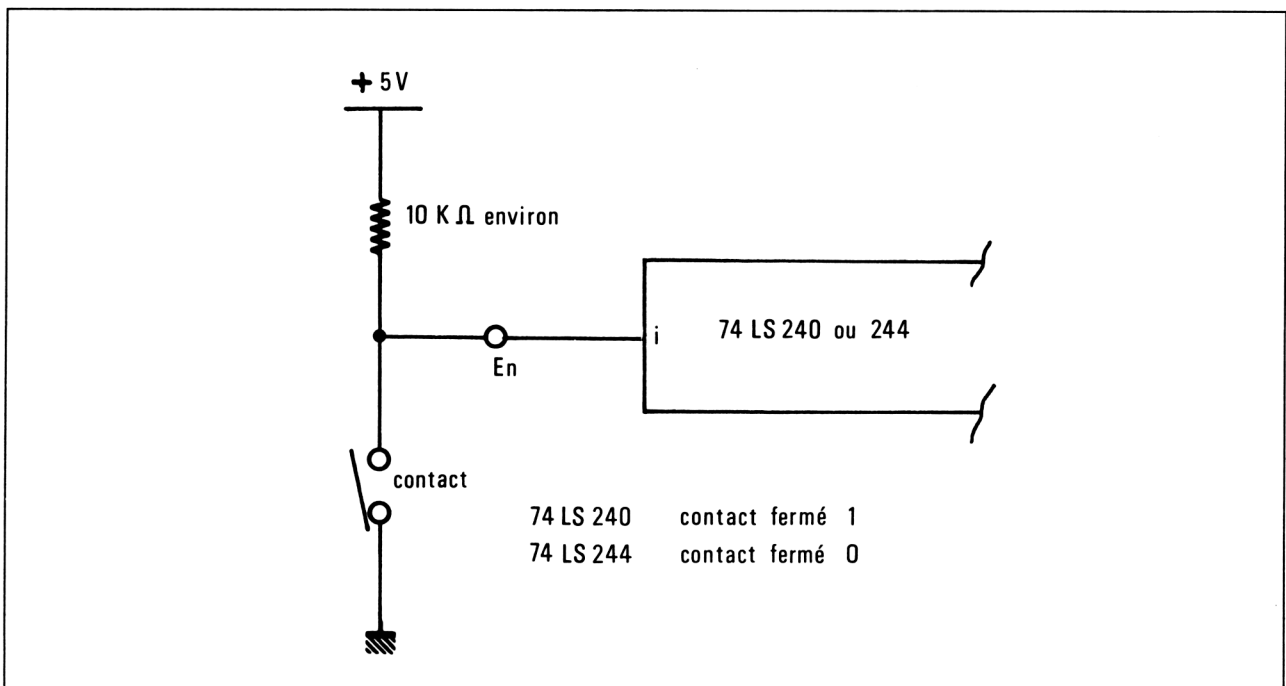 + 5V
10 K Ω environ
i
74 LS 240 ou 244
En
contact
74 LS 240 contact fermé 1
74 LS 244 contact fermé 0